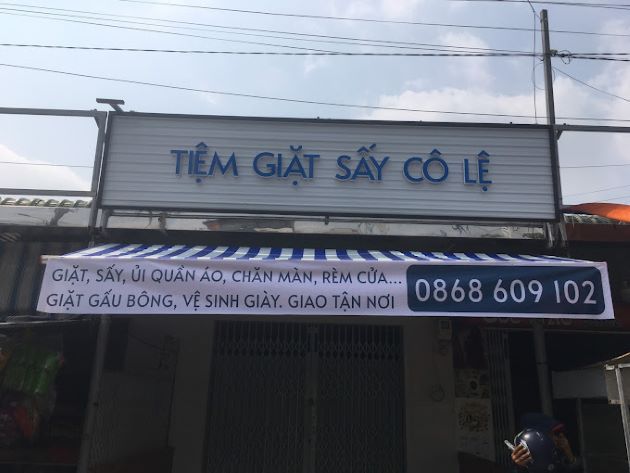 TIỆM GIẶT SẤY CÔ LỆ
GIẶT, SẤY, ỦI QUẦN ÁO, CHĂN MÀN, RÈM CỬA...
GIẶT GẤU BÔNG, VỆ SINH GIÀY. GIAO TẬN NƠI
0868 609 102